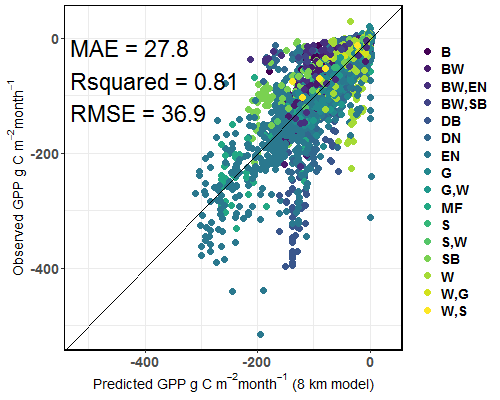 MAE = 27.8
Rsquared = 0.81
RMSE = 36.9
0
-200
-400
Observed GPP g C m⁻²month⁻¹
-400 -200 0
Predicted GPP g C m⁻²month⁻¹ (8 km model)
B
BW
BW,EN
BW,SB
DB
DN
EN
G
G,W
MF
S
S,W
SB
W
W,G
W,S